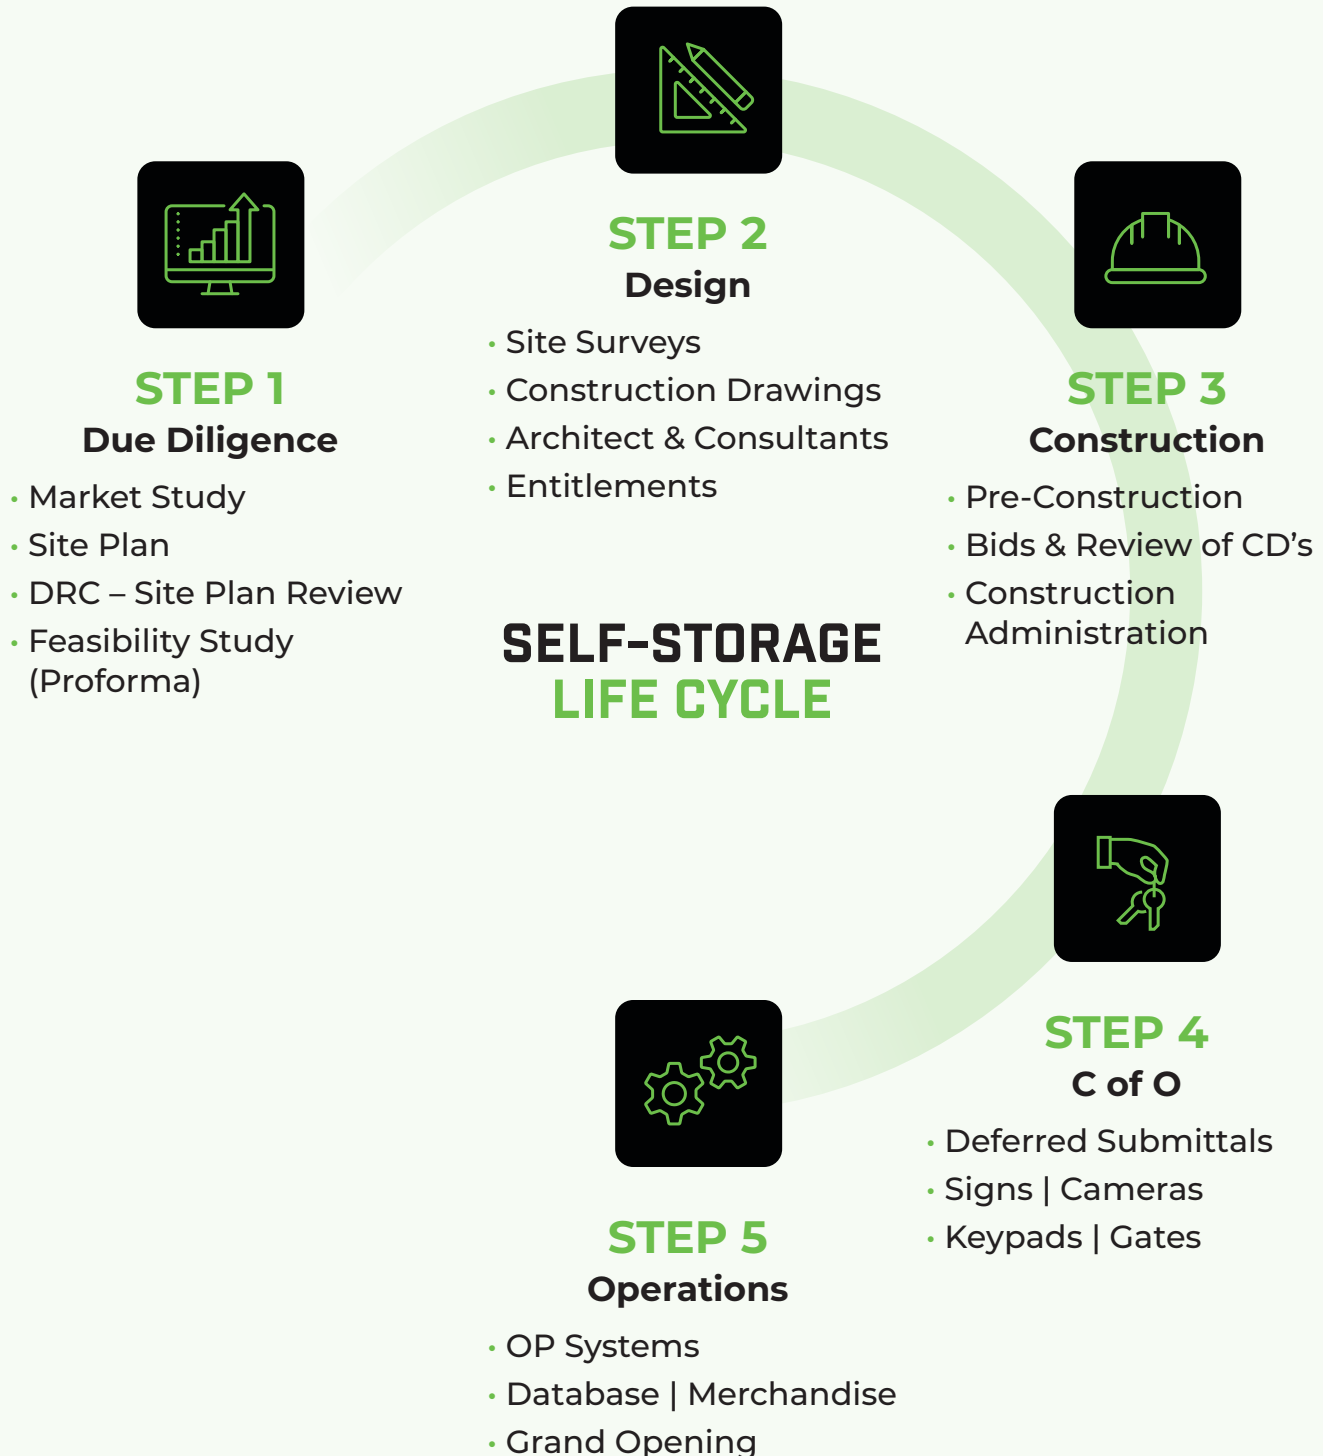 STEP 1
Due Diligence
• Market Study
• Site Plan
• DRC – Site Plan Review
• Feasibility Study
(Proforma)
STEP 2
Design
• Site Surveys
• Construction Drawings
• Architect & Consultants
• Entitlements
STEP 3
Construction
• Pre-Construction
• Bids & Review of CD’s
• Construction
Administration
SELF-STORAGE
LIFE CYCLE
STEP 4
C of O
• Deferred Submittals
• Signs | Cameras
• Keypads | Gates
STEP 5
Operations
• OP Systems
• Database | Merchandise
• Grand Opening